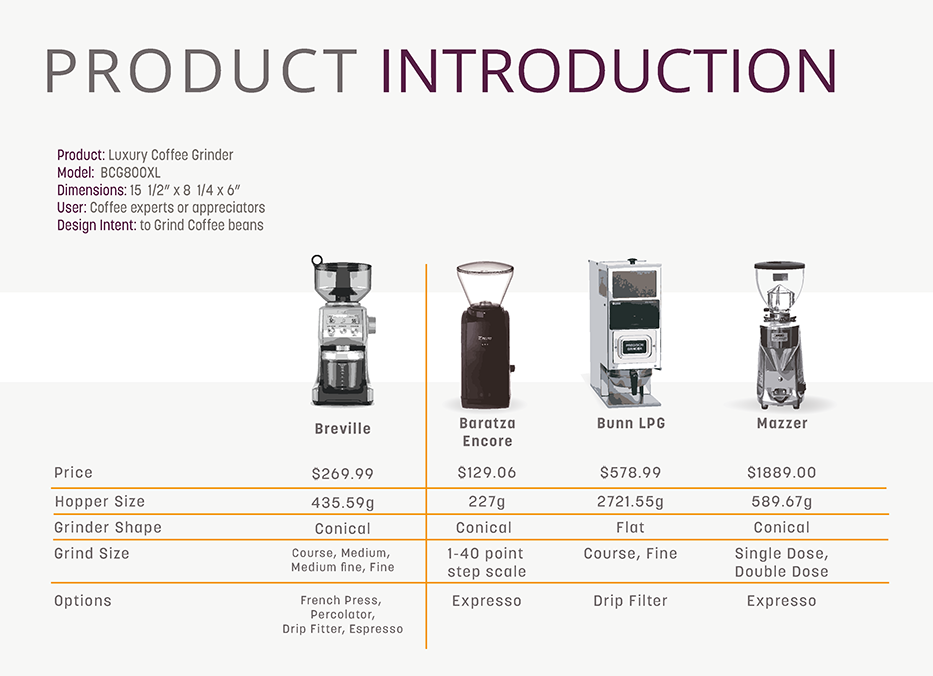 PRODUCT INTRODUCTION
Product: Luxury Coffee Grinder
Model: BCG800XL
Dimensions: 15 1/2” x 8 1/4 x 6”
User: Coffee experts or appreciators
Design Intent: to Grind Coffee beans
PRECISION
GRINDER
Breville
Baratza
Encore
Bunn LPG
Mazzer
Price $269.99 $129.06 $578.99 $1889.00
Hopper Size 435.59g 227g 2721.55g 589.67g
Grinder Shape Conical Conical Flat Conical
Grind Size
Course, Medium,
Medium fine, Fine
1-40 point
step scale
Course, Fine
Single Dose,
Double Dose
Options
French Press,
Percolator,
Drip Fitter, Espresso
Expresso
Drip Filter
Expresso